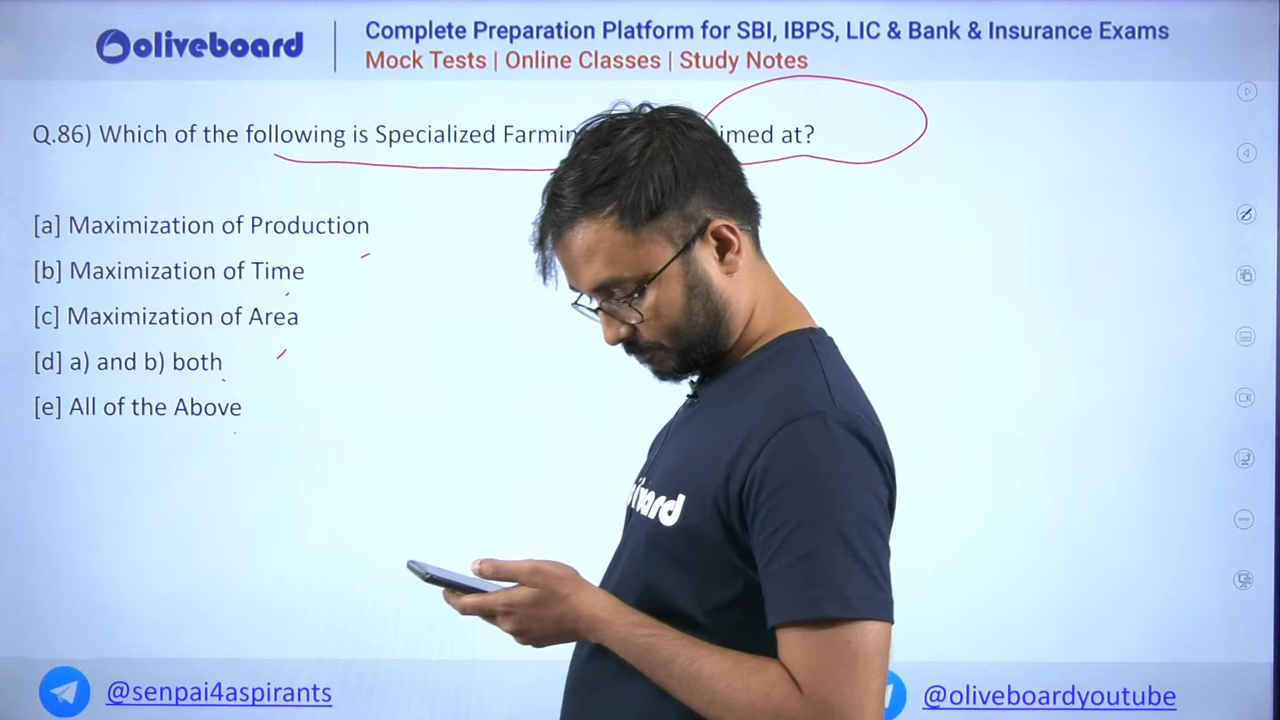 oliveboard
Complete Preparation Platform for SBI, IBPS, LIC & Bank & Insurance Exams
Mock Tests | Online Classes | Study Notes
Q.86) Which of the following is Specialized Farmin imed at?
[a] Maximization of Production
[b] Maximization of Time
[c] Maximization of Area
[d] a) and b) both
[e] All of the Above
@senpai4aspirants
@oliveboardyoutube